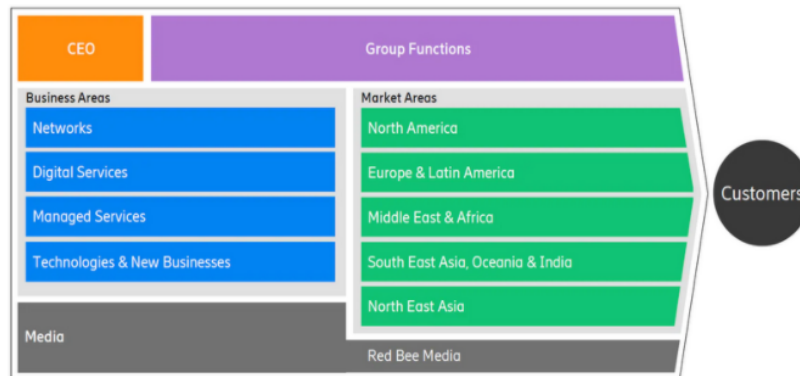 CEO
Group Functions
Business Areas
Networks
Digital Services
Managed Services
Technologies & New Businesses
Market Areas
North America
Europe & Latin America
Middle East & Africa
South East Asia, Oceania & India
North East Asia
Media
Red Bee Media
Customers